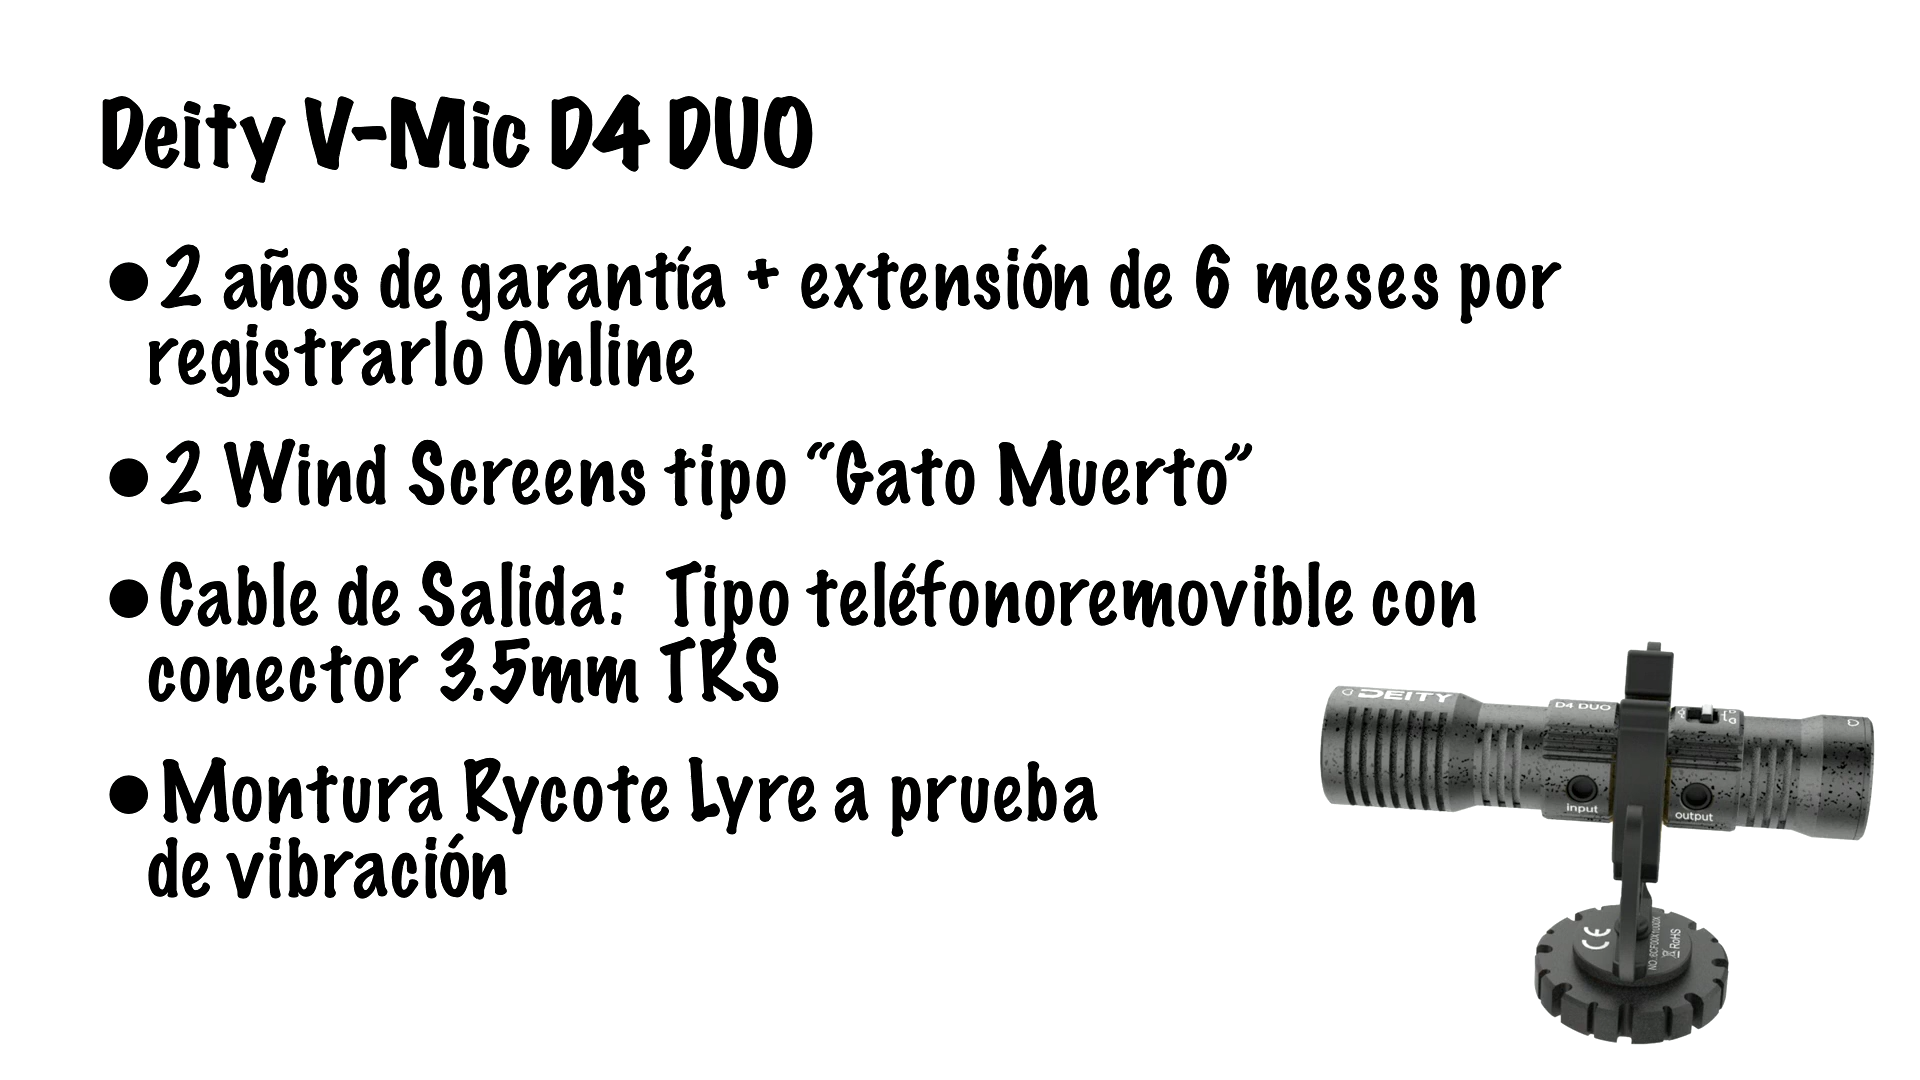 Deity V-Mic D4 DUO
•2 años de garantía + extensión de 6 meses por
registrarlo Online
•2 Wind Screens tipo “Gato Muerto”
•Cable de Salida:  Tipo teléfonoremovible con
conector 3.5mm TRS
•Montura Rycote Lyre a prueba
de vibración
DEITY
D4 DUO
input
output
CE
RoHS